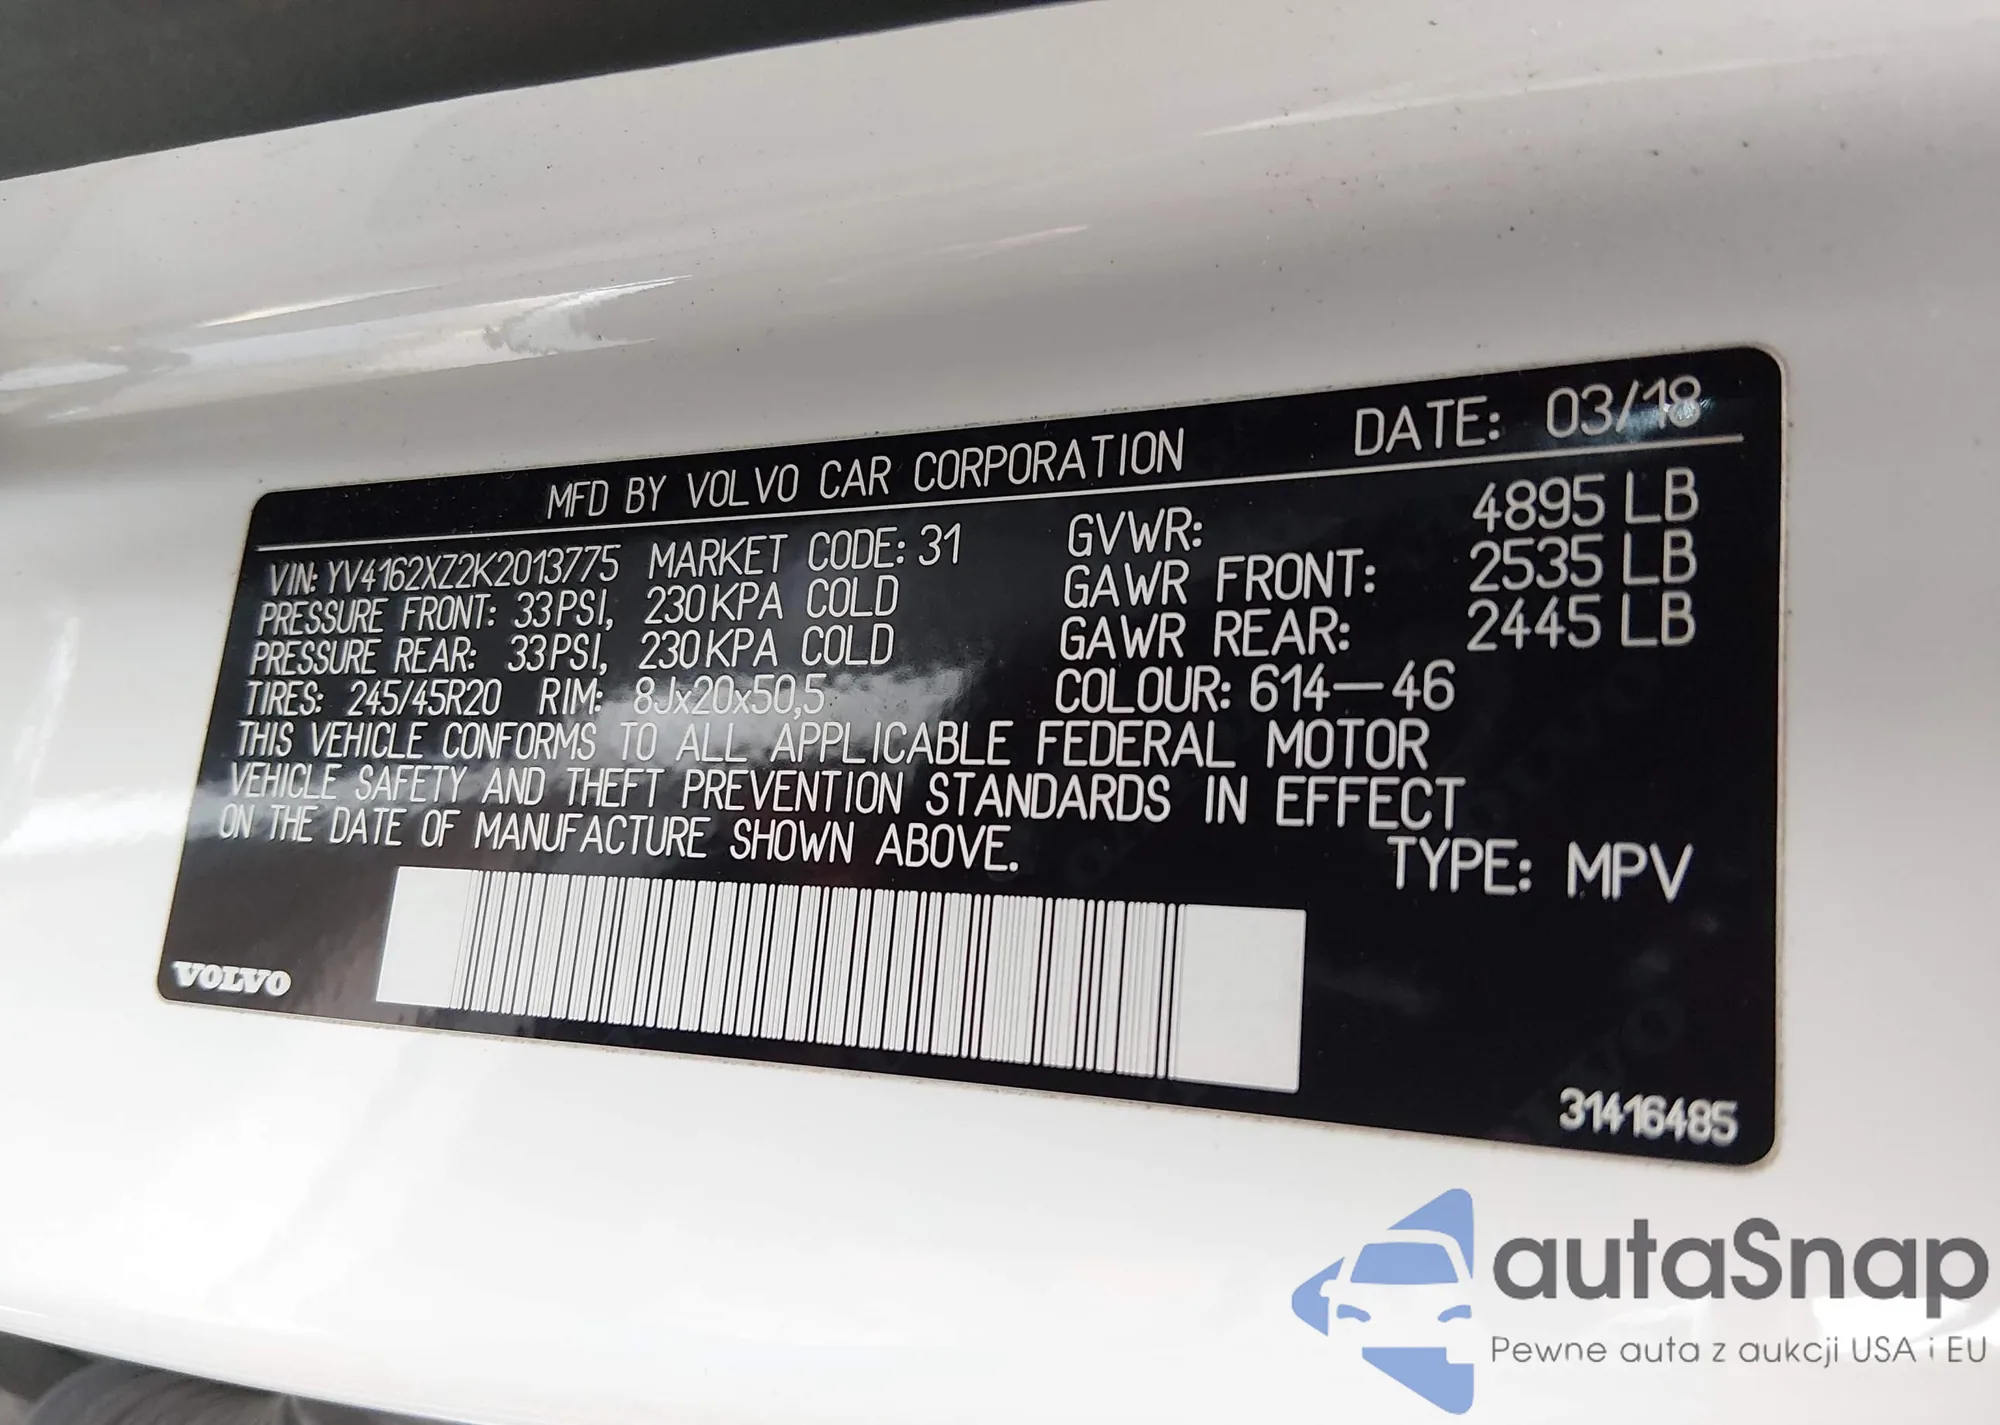 MFD BY VOLVO CAR CORPORATION DATE: 03/18
VIN: YV4162XZ2K2013775 MARKET CODE: 31 GVWR: 4895 LB
PRESSURE FRONT: 33PSI, 230KPA COLD GAWR FRONT: 2535 LB
PRESSURE REAR: 33PSI, 230KPA COLD GAWR REAR: 2445 LB
TIRES: 245/45R20 RIM: 8Jx20x50,5 COLOUR: 614-46
THIS VEHICLE CONFORMS TO ALL APPLICABLE FEDERAL MOTOR
VEHICLE SAFETY AND THEFT PREVENTION STANDARDS IN EFFECT
ON THE DATE OF MANUFACTURE SHOWN ABOVE.
TYPE: MPV
VOLVO
31416485
autaSnap
Pewne auta z aukcji USA i EU